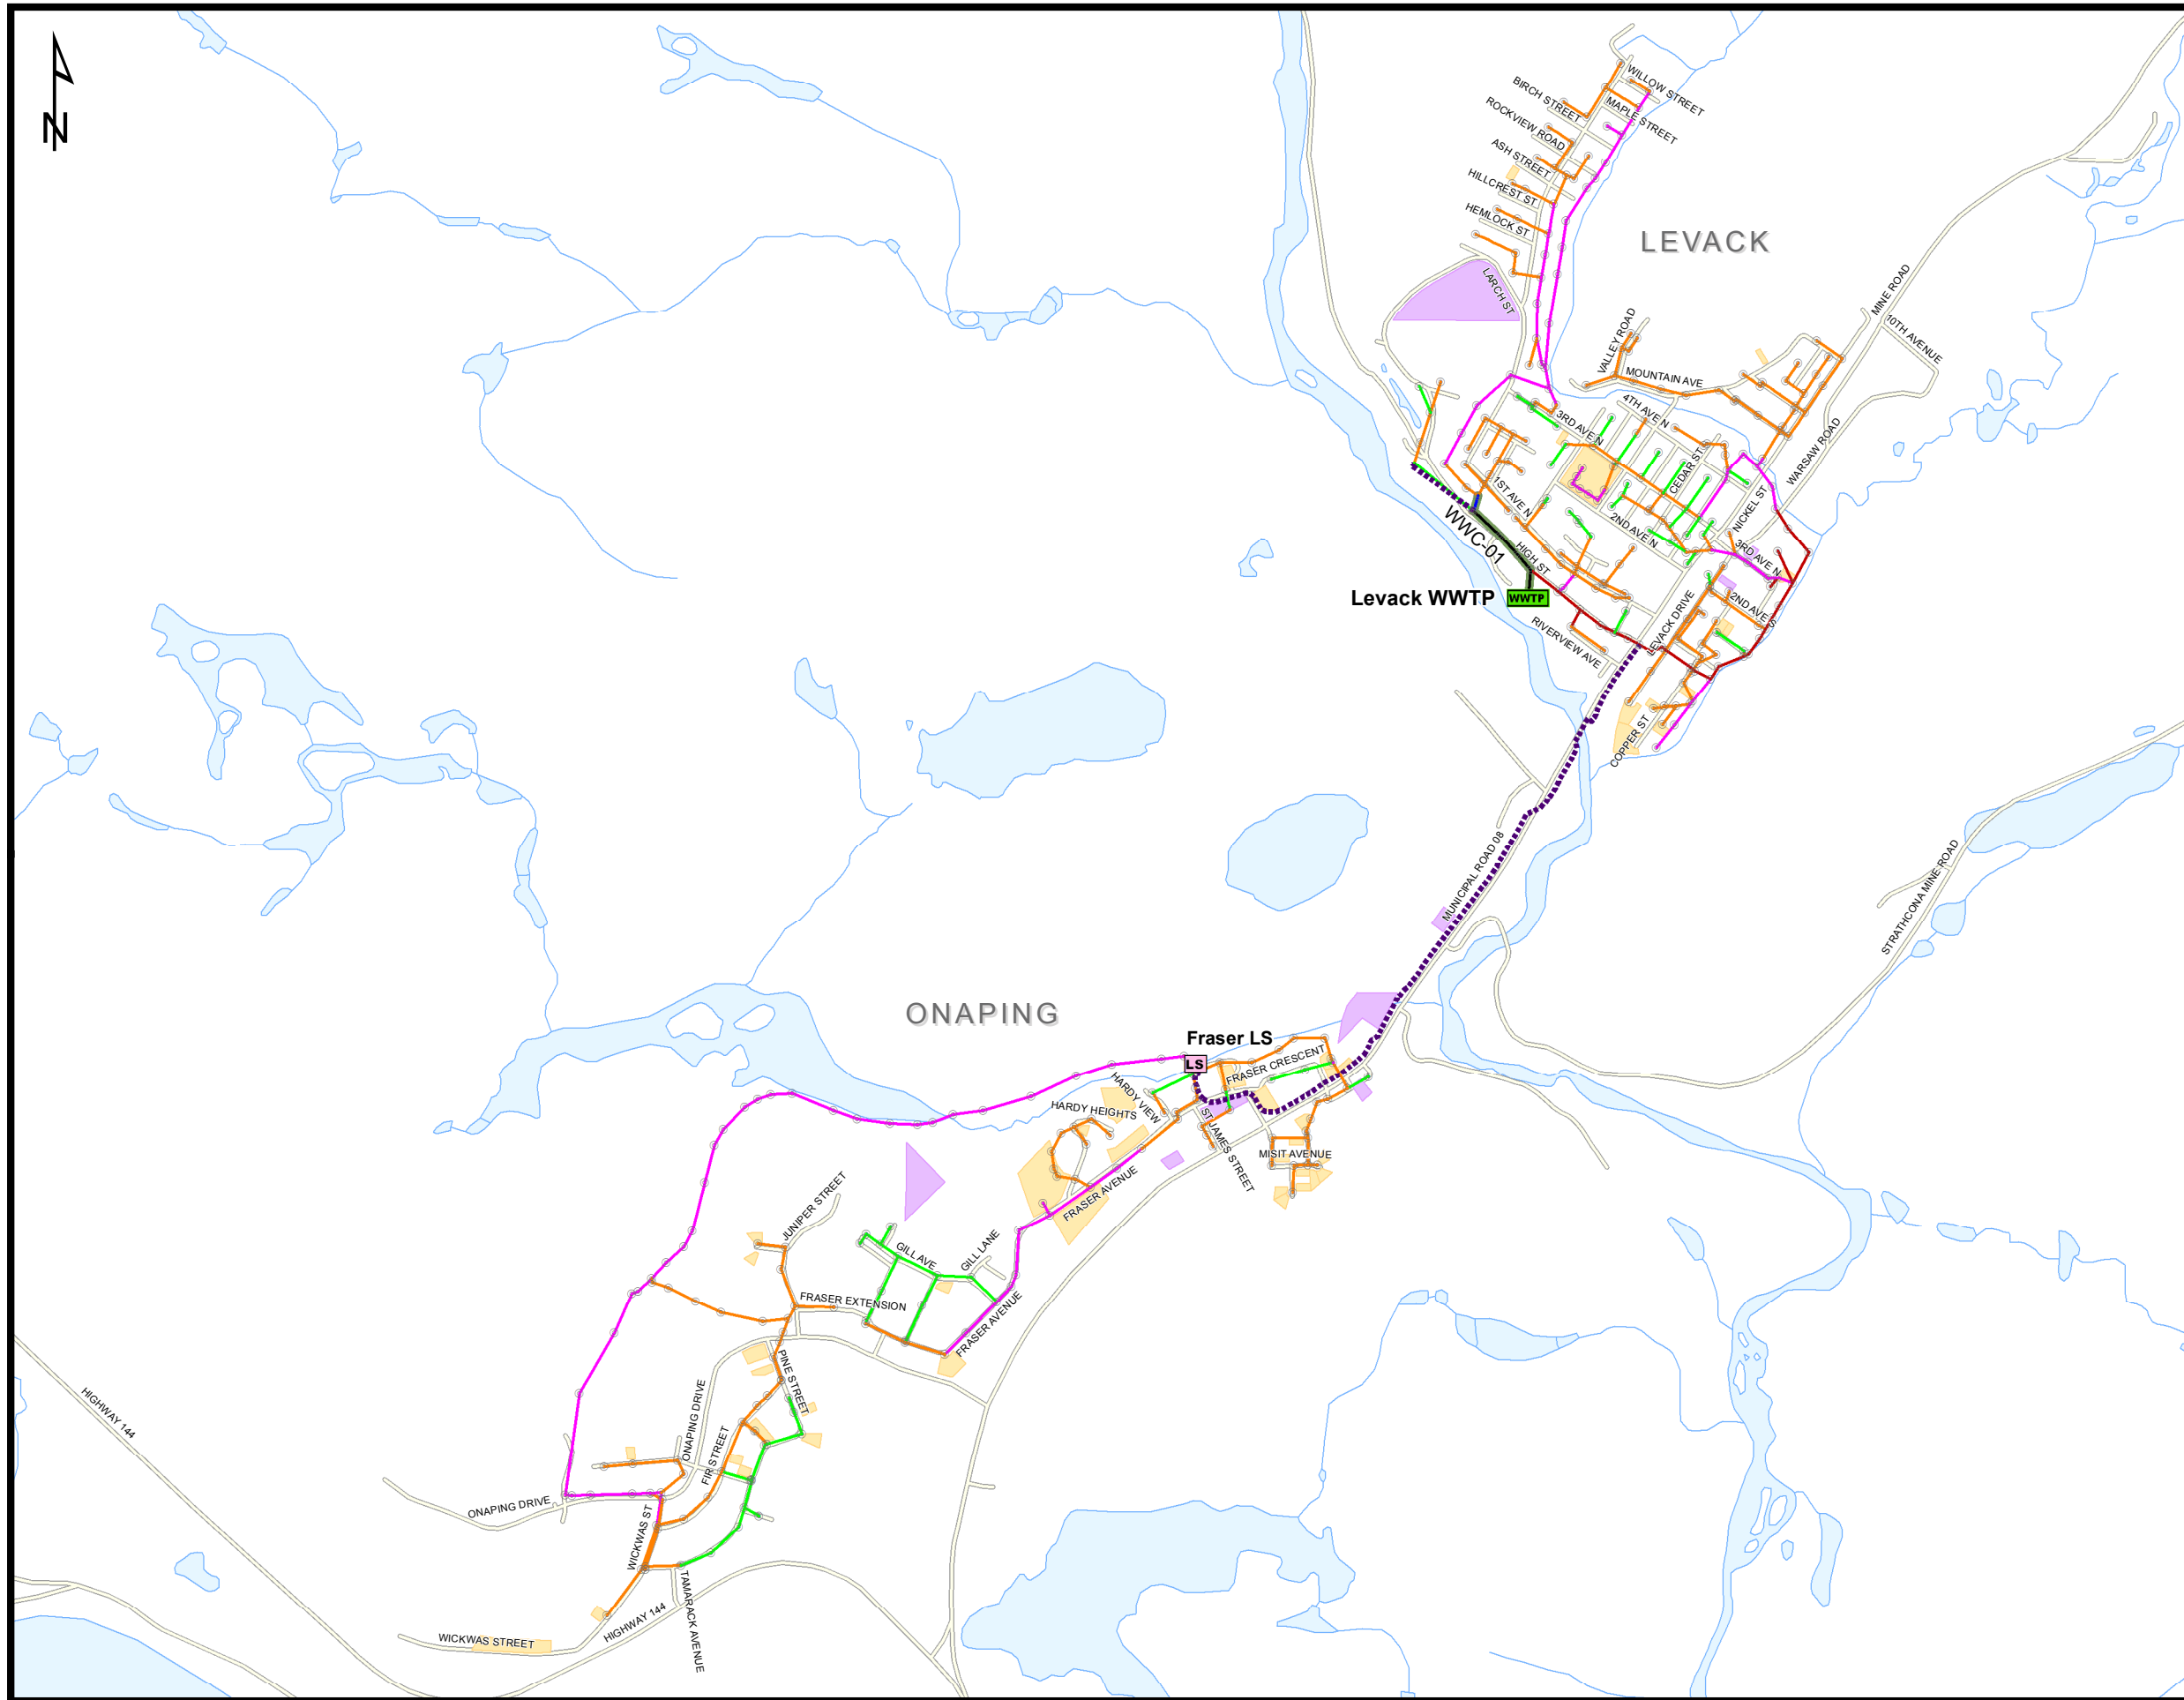 N
WILLOW STREET
BIRCH STREET
MAPLE STREET
ROCKVIEW ROAD
ASH STREET
HILLCREST ST
HEMLOCK ST
LEVACK
LARCH ST
MINE ROAD
10TH AVENUE
VALLEY ROAD
MOUNTAIN AVE
4TH AVE N
3RD AVE N
WARSAW ROAD
CEDAR ST
1ST AVE N
NICKEL ST
2ND AVE N
WWC-01
HIGH ST
3RD AVE N
Levack WWTP
WWTP
2ND AVE S
LEVACK DRIVE
RIVERVIEW AVE
COPPER ST
MUNICIPAL ROAD 08
STRATHCONA MINE ROAD
ONAPING
Fraser LS
LS
FRASER CRESCENT
HARDY VIEW
HARDY HEIGHTS
ST. JAMES STREET
MISIT AVENUE
FRASER AVENUE
JUNIPER STREET
GILL AVE
GILL LANE
FRASER EXTENSION
FRASER AVENUE
PINE STREET
HIGHWAY 144
ONAPING DRIVE
FIR STREET
ONAPING DRIVE
WICKWAS ST
TAMARACK AVENUE
HIGHWAY 144
WICKWAS STREET